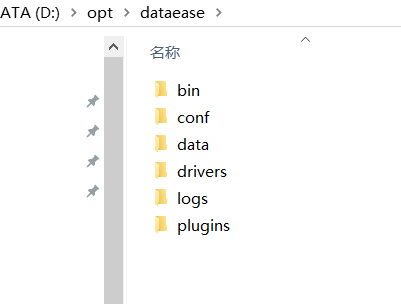 ATA (D:) > opt > dataease >
名称
bin
conf
data
drivers
logs
plugins